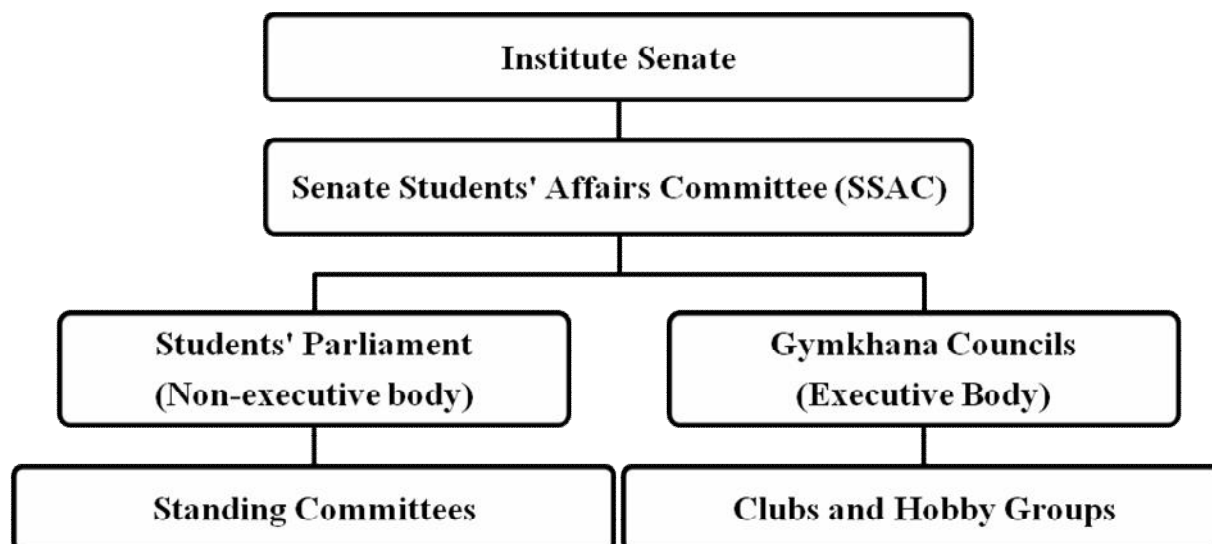 Institute Senate
Senate Students' Affairs Committee (SSAC)
Students' Parliament
(Non-executive body)
Gymkhana Councils
(Executive Body)
Standing Committees
Clubs and Hobby Groups